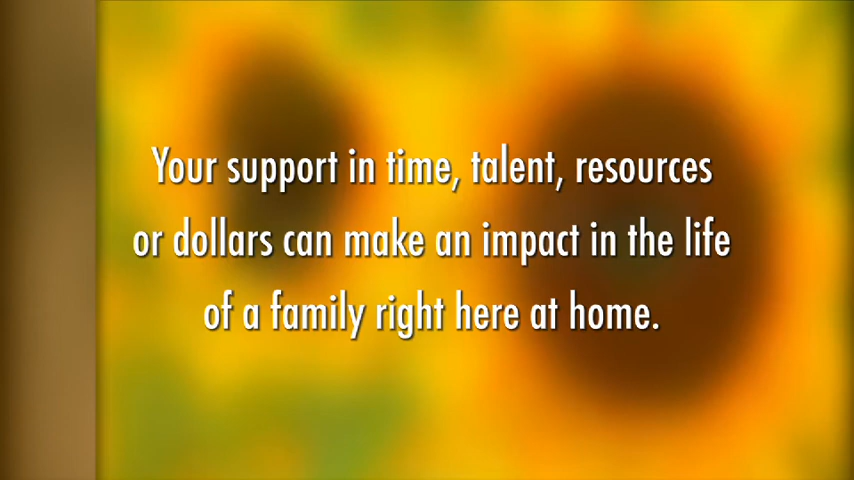 Your support in time, talent, resources
or dollars can make an impact in the life
of a family right here at home.